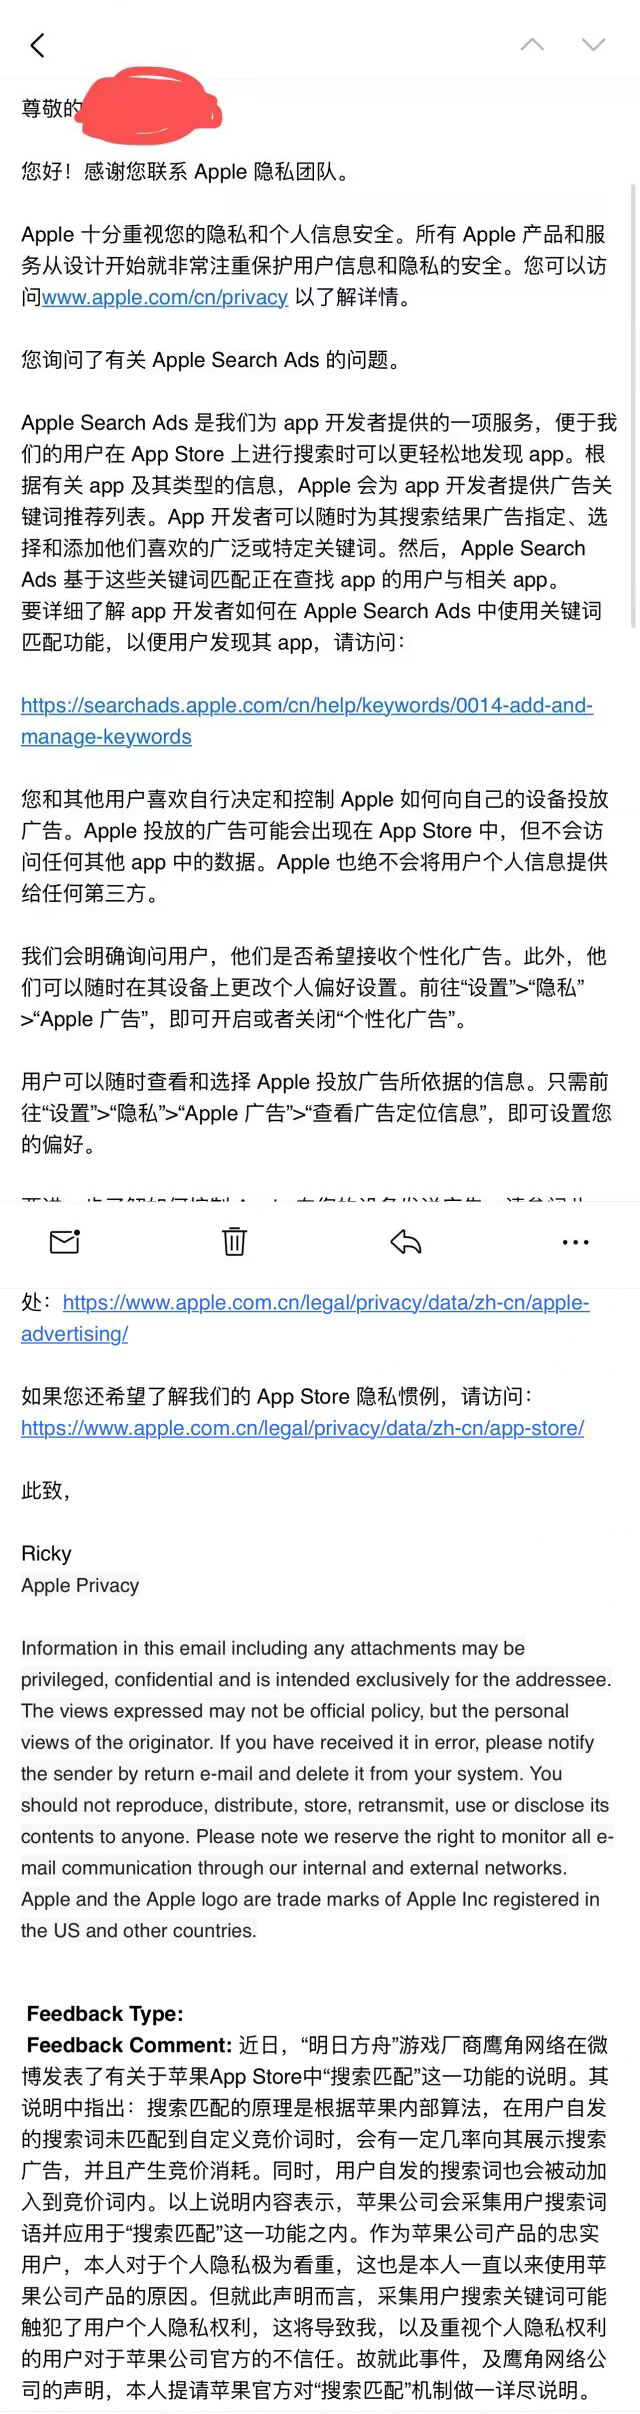 尊敬的
您好！感谢您联系 Apple 隐私团队。
Apple 十分重视您的隐私和个人信息安全。所有 Apple 产品和服
务从设计开始就非常注重保护用户信息和隐私的安全。您可以访
问www.apple.com/cn/privacy 以了解详情。
您询问了有关 Apple Search Ads 的问题。
Apple Search Ads 是我们为 app 开发者提供的一项服务，便于我
们的用户在 App Store 上进行搜索时可以更轻松地发现 app。根
据有关 app 及其类型的信息，Apple 会为 app 开发者提供广告关
键词推荐列表。App 开发者可以随时为其搜索结果广告指定、选
择和添加他们喜欢的广泛或特定关键词。然后，Apple Search
Ads 基于这些关键词匹配正在查找 app 的用户与相关 app。
要详细了解 app 开发者如何在 Apple Search Ads 中使用关键词
匹配功能，以便用户发现其 app，请访问：
https://searchads.apple.com/cn/help/keywords/0014-add-and-
manage-keywords
您和其他用户喜欢自行决定和控制 Apple 如何向自己的设备投放
广告。Apple 投放的广告可能会出现在 App Store 中，但不会访
问任何其他 app 中的数据。Apple 也绝不会将用户个人信息提供
给任何第三方。
我们会明确询问用户，他们是否希望接收个性化广告。此外，他
们可以随时在其设备上更改个人偏好设置。前往“设置”>“隐私”
>“Apple 广告”，即可开启或者关闭“个性化广告”。
用户可以随时查看和选择 Apple 投放广告所依据的信息。只需前
往“设置”>“隐私”>“Apple 广告”>“查看广告定位信息”，即可设置您
的偏好。
处：https://www.apple.com.cn/legal/privacy/data/zh-cn/apple-
advertising/
如果您还希望了解我们的 App Store 隐私惯例，请访问：
https://www.apple.com.cn/legal/privacy/data/zh-cn/app-store/
此致，
Ricky
Apple Privacy
Information in this email including any attachments may be
privileged, confidential and is intended exclusively for the addressee.
The views expressed may not be official policy, but the personal
views of the originator. If you have received it in error, please notify
the sender by return e-mail and delete it from your system. You
should not reproduce, distribute, store, retransmit, use or disclose its
contents to anyone. Please note we reserve the right to monitor all e-
mail communication through our internal and external networks.
Apple and the Apple logo are trade marks of Apple Inc registered in
the US and other countries.
Feedback Type:
Feedback Comment: 近日，“明日方舟”游戏厂商鹰角网络在微
博发表了有关于苹果App Store中“搜索匹配”这一功能的说明。其
说明中指出：搜索匹配的原理是根据苹果内部算法，在用户自发
的搜索词未匹配到自定义竞价词时，会有一定几率向其展示搜索
广告，并且产生竞价消耗。同时，用户自发的搜索词也会被动加
入到竞价词内。以上说明内容表示，苹果公司会采集用户搜索词
语并应用于“搜索匹配”这一功能之内。作为苹果公司产品的忠实
用户，本人对于个人隐私极为看重，这也是本人一直以来使用苹
果公司产品的原因。但就此声明而言，采集用户搜索关键词可能
触犯了用户个人隐私权利，这将导致我，以及重视个人隐私权利
的用户对于苹果公司官方的不信任。故就此事件，及鹰角网络公
司的声明，本人提请苹果官方对“搜索匹配”机制做一详尽说明。